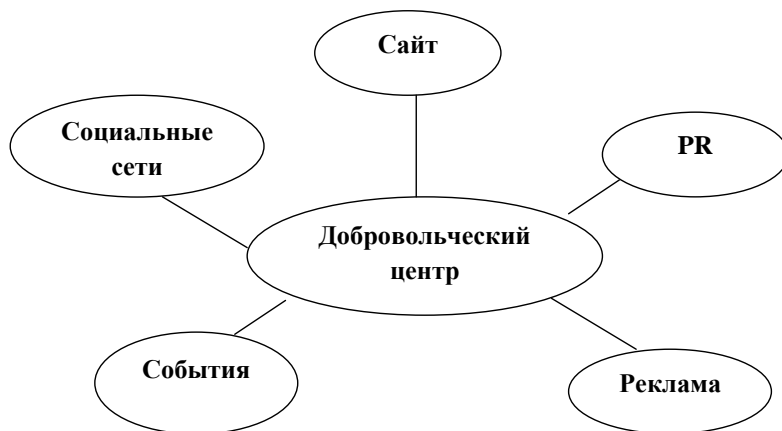 Сайт
Социальные
сети
PR
Добровольческий
центр
События
Реклама